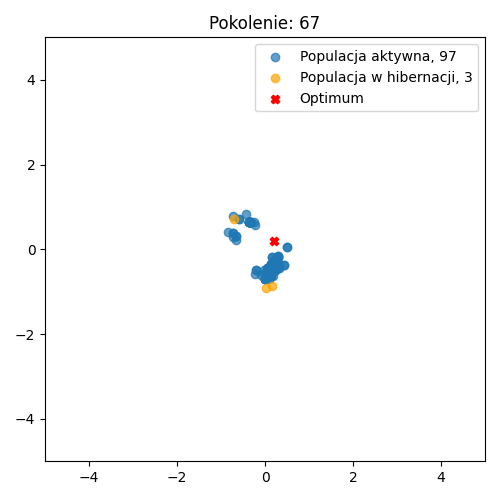 Pokolenie: 67
Populacja aktywna, 97
Populacja w hibernacji, 3
Optimum
4
2
0
−2
−4
−4
−2
0
2
4